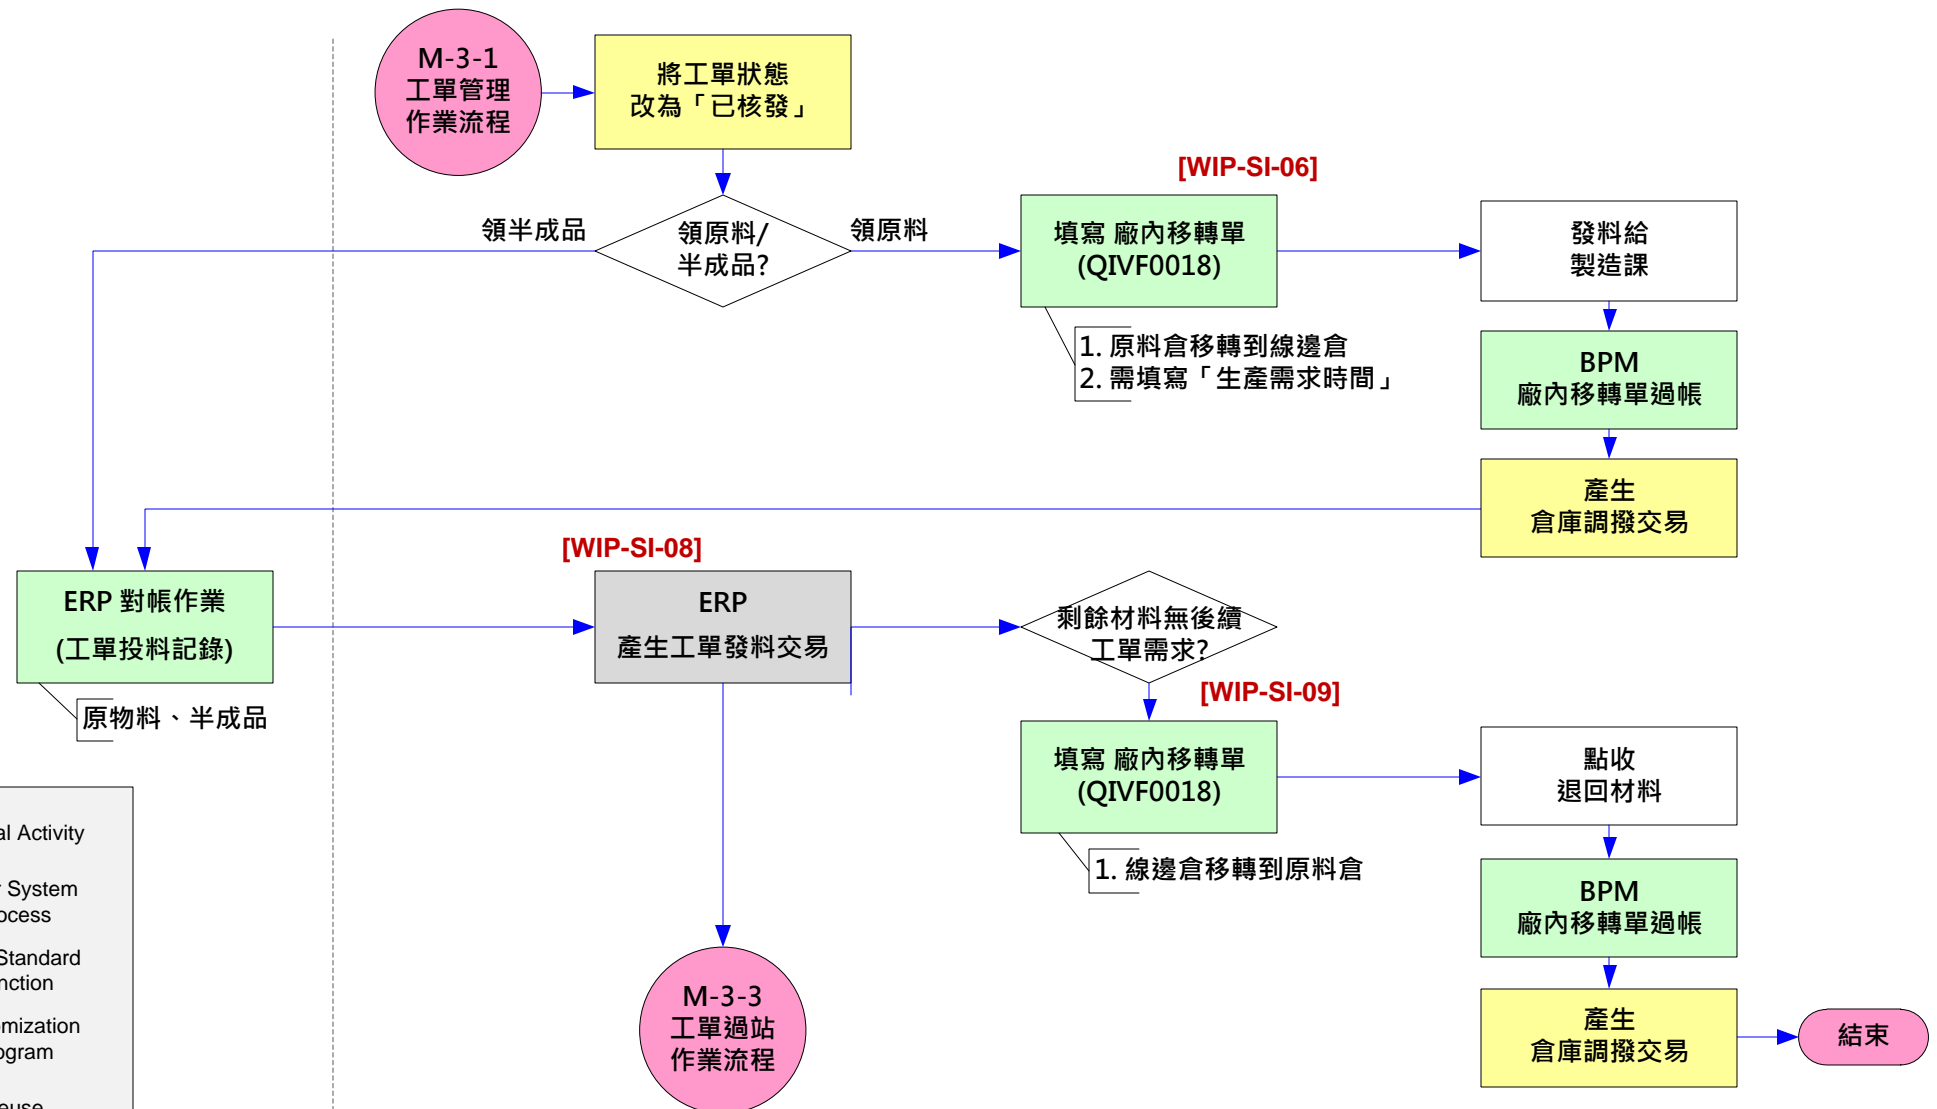 M-3-1
工單管理
作業流程
將工單狀態
改為「已核發」
[WIP-SI-06]
領半成品
領原料/
半成品?
領原料
填寫 廠內移轉單
(QIVF0018)
發料給
製造課
1. 原料倉移轉到線邊倉
2. 需填寫「生產需求時間」
BPM
廠內移轉單過帳
產生
倉庫調撥交易
[WIP-SI-08]
ERP 對帳作業
(工單投料記錄)
ERP
產生工單發料交易
剩餘材料無後續
工單需求?
原物料、半成品
[WIP-SI-09]
填寫 廠內移轉單
(QIVF0018)
點收
退回材料
1. 線邊倉移轉到原料倉
BPM
廠內移轉單過帳
產生
倉庫調撥交易
結束
M-3-3
工單過站
作業流程
Activity
System
Standard